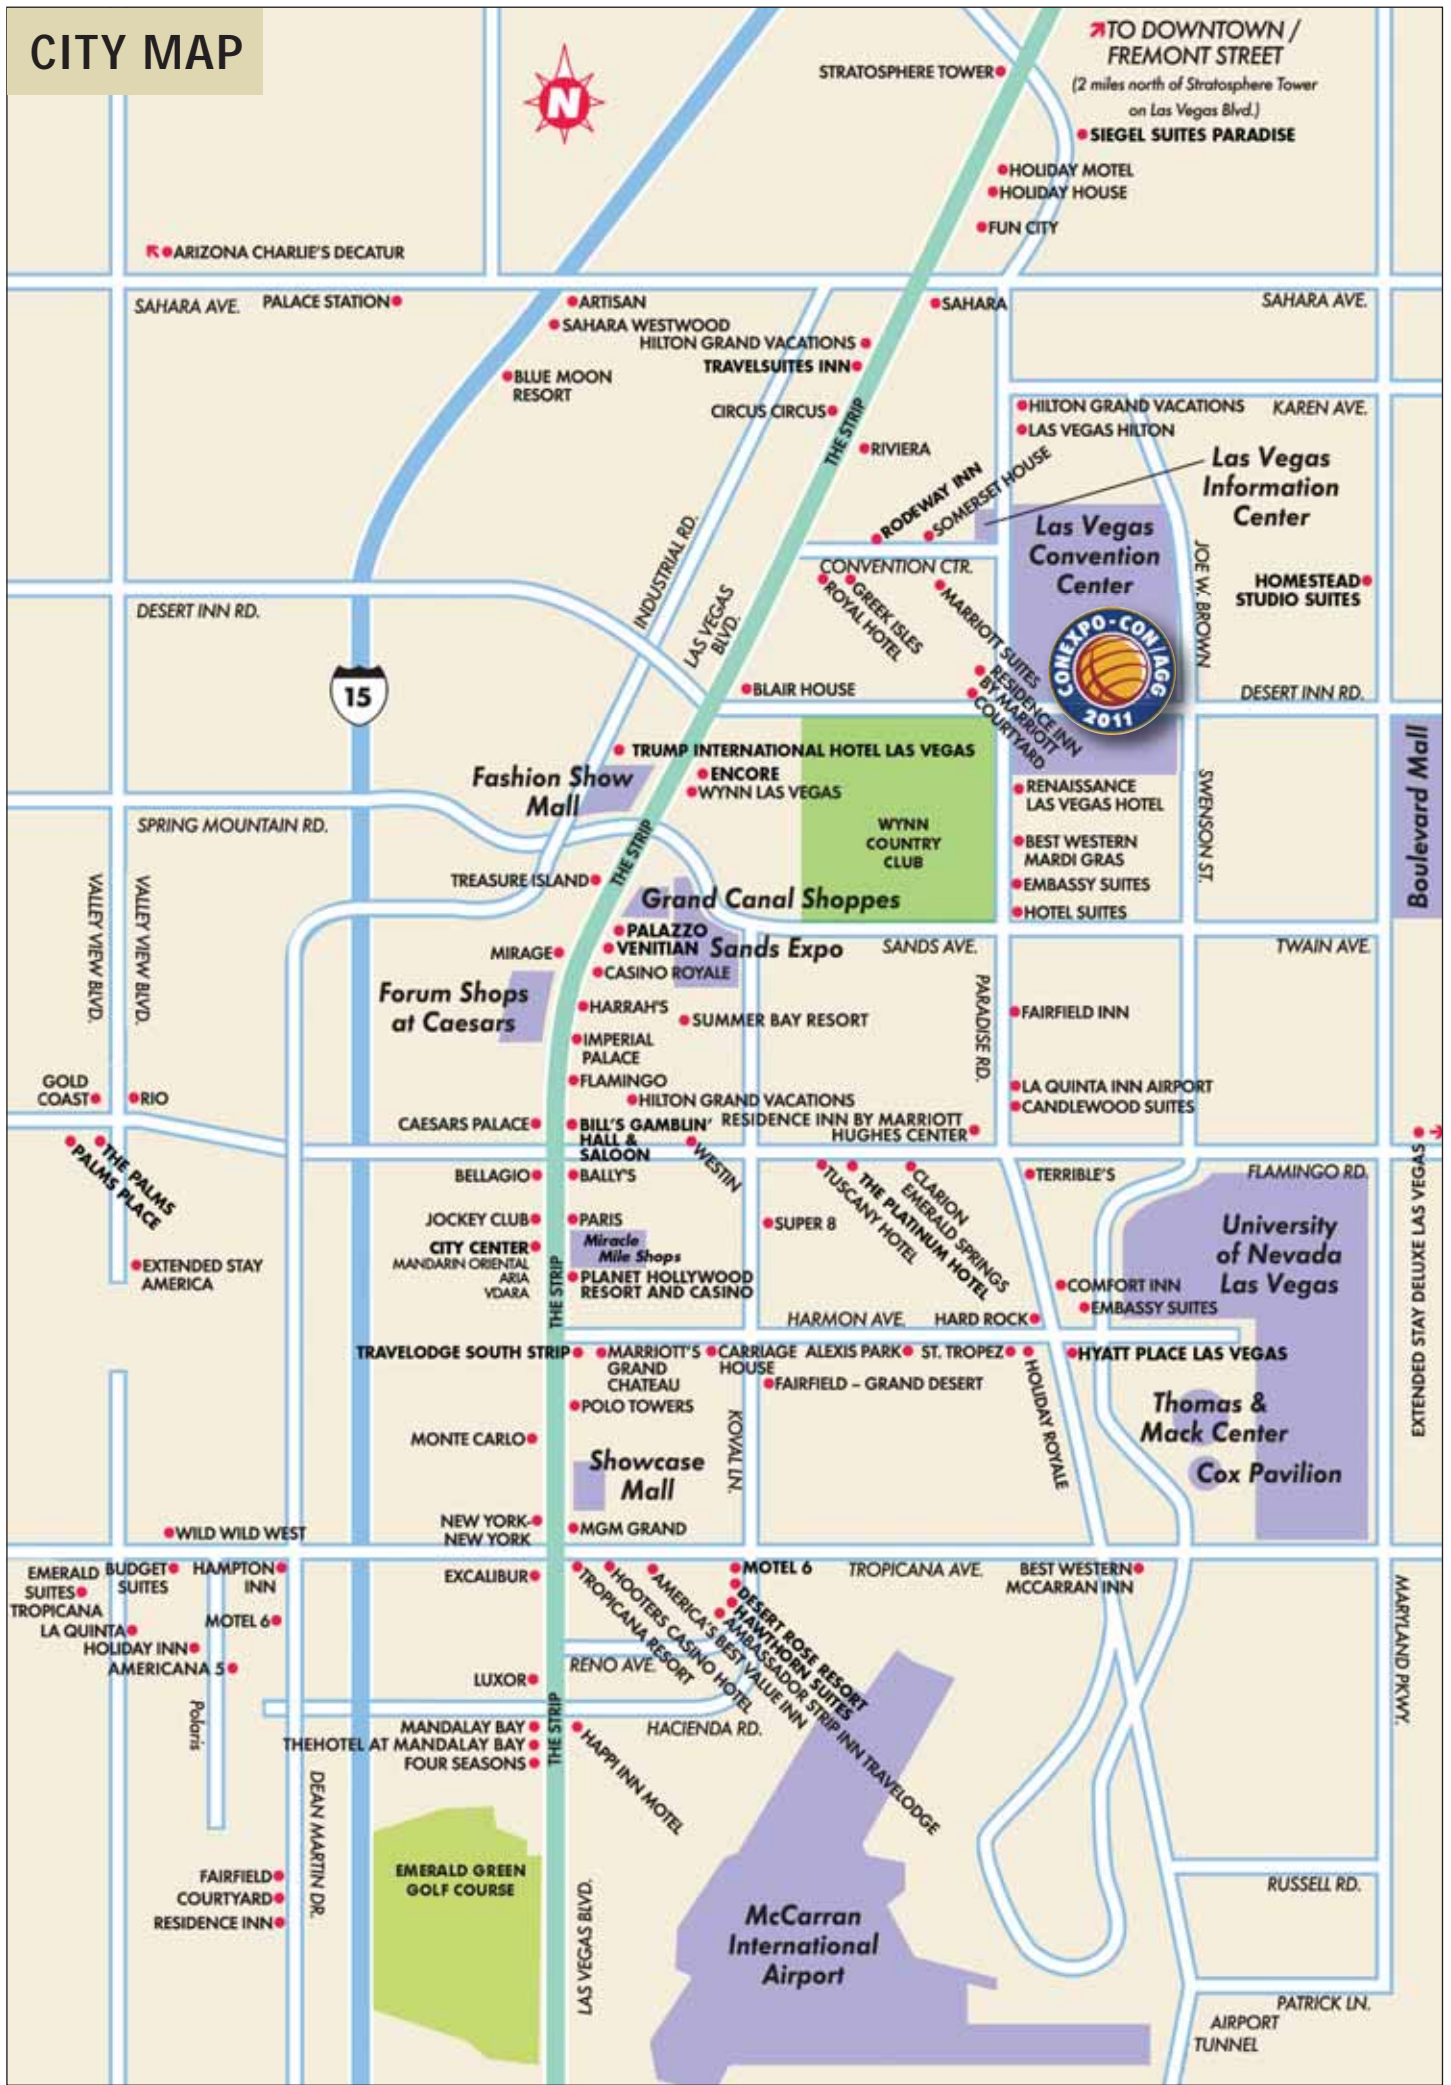 CITY MAP
N
TO DOWNTOWN /
FREMONT STREET
(2 miles north of Stratosphere Tower
on Las Vegas Blvd.)
STRATOSPHERE TOWER
SIEGEL SUITES PARADISE
HOLIDAY MOTEL
HOLIDAY HOUSE
FUN CITY
ARIZONA CHARLIE'S DECATUR
SAHARA AVE.
PALACE STATION
ARTISAN
SAHARA
SAHARA AVE.
SAHARA WESTWOOD
HILTON GRAND VACATIONS
TRAVELSUITES INN
BLUE MOON
RESORT
CIRCUS CIRCUS
THE STRIP
HILTON GRAND VACATIONS
KAREN AVE.
LAS VEGAS HILTON
RIVIERA
RODEWAY INN
SOMERSET HOUSE
Las Vegas
Information
Center
Las Vegas
Convention
Center
INDUSTRIAL RD.
CONVENTION CTR.
JOE W. BROWN
HOMESTEAD
STUDIO SUITES
DESERT INN RD.
LAS VEGAS
BLVD.
ROYAL HOTEL
GREEK ISLES
MARRIOTT SUITES
RESIDENCE INN
BY MARRIOTT
COURTYARD
CONEXPO-CON/AGG
2011
15
BLAIR HOUSE
DESERT INN RD.
TRUMP INTERNATIONAL HOTEL LAS VEGAS
Fashion Show
Mall
ENCORE
WYNN LAS VEGAS
RENAISSANCE
LAS VEGAS HOTEL
SWENSON ST.
Boulevard Mall
SPRING MOUNTAIN RD.
WYNN
COUNTRY
CLUB
BEST WESTERN
MARDI GRAS
THE STRIP
VALLEY VIEW BLVD.
VALLEY VIEW BLVD.
TREASURE ISLAND
EMBASSY SUITES
Grand Canal Shoppes
HOTEL SUITES
PALAZZO
VENITIAN
Sands Expo
SANDS AVE.
TWAIN AVE.
MIRAGE
CASINO ROYALE
Forum Shops
at Caesars
HARRAH'S
SUMMER BAY RESORT
PARADISE RD.
FAIRFIELD INN
IMPERIAL
PALACE
FLAMINGO
GOLD
COAST
RIO
HILTON GRAND VACATIONS
LA QUINTA INN AIRPORT
CANDLEWOOD SUITES
CAESARS PALACE
BILL'S GAMBLIN'
HALL &
SALOON
RESIDENCE INN BY MARRIOTT
HUGHES CENTER
WESTIN
THE PALMS
PALMS PLACE
BELLAGIO
BALLY'S
TUSCANY HOTEL
THE PLATINUM HOTEL
CLARION
EMERALD SPRINGS
TERRIBLE'S
FLAMINGO RD.
EXTENDED STAY DELUXE LAS VEGAS
JOCKEY CLUB
PARIS
SUPER 8
University
of Nevada
Las Vegas
CITY CENTER
MANDARIN ORIENTAL
ARIA
VDARA
Miracle
Mile Shops
EXTENDED STAY
AMERICA
THE STRIP
PLANET HOLLYWOOD
RESORT AND CASINO
COMFORT INN
EMBASSY SUITES
HARMON AVE.
HARD ROCK
TRAVELODGE SOUTH STRIP
MARRIOTT'S
GRAND
CHATEAU
CARRIAGE
HOUSE
ALEXIS PARK
ST. TROPEZ
HOLIDAY ROYALE
HYATT PLACE LAS VEGAS
FAIRFIELD – GRAND DESERT
POLO TOWERS
KOVAL LN.
Thomas &
Mack Center
MONTE CARLO
Showcase
Mall
Cox Pavilion
NEW YORK-
NEW YORK
MGM GRAND
WILD WILD WEST
EMERALD
SUITES
TROPICANA
BUDGET
SUITES
HAMPTON
INN
EXCALIBUR
MOTEL 6
TROPICANA AVE.
BEST WESTERN
MCCARRAN INN
TROPICANA RESORT
HOOTERS CASINO HOTEL
AMERICA'S BEST VALUE INN
DESERT ROSE RESORT
HAWTHORN SUITES
AMBASSADOR STRIP INN TRAVELODGE
MARYLAND PKWY.
MOTEL 6
LA QUINTA
HOLIDAY INN
AMERICANA 5
RENO AVE.
LUXOR
Polaris
THE STRIP
MANDALAY BAY
THEHOTEL AT MANDALAY BAY
FOUR SEASONS
HACIENDA RD.
HAPPI INN MOTEL
DEAN MARTIN DR.
FAIRFIELD
COURTYARD
RESIDENCE INN
EMERALD GREEN
GOLF COURSE
LAS VEGAS BLVD.
McCarran
International
Airport
RUSSELL RD.
PATRICK LN.
AIRPORT
TUNNEL